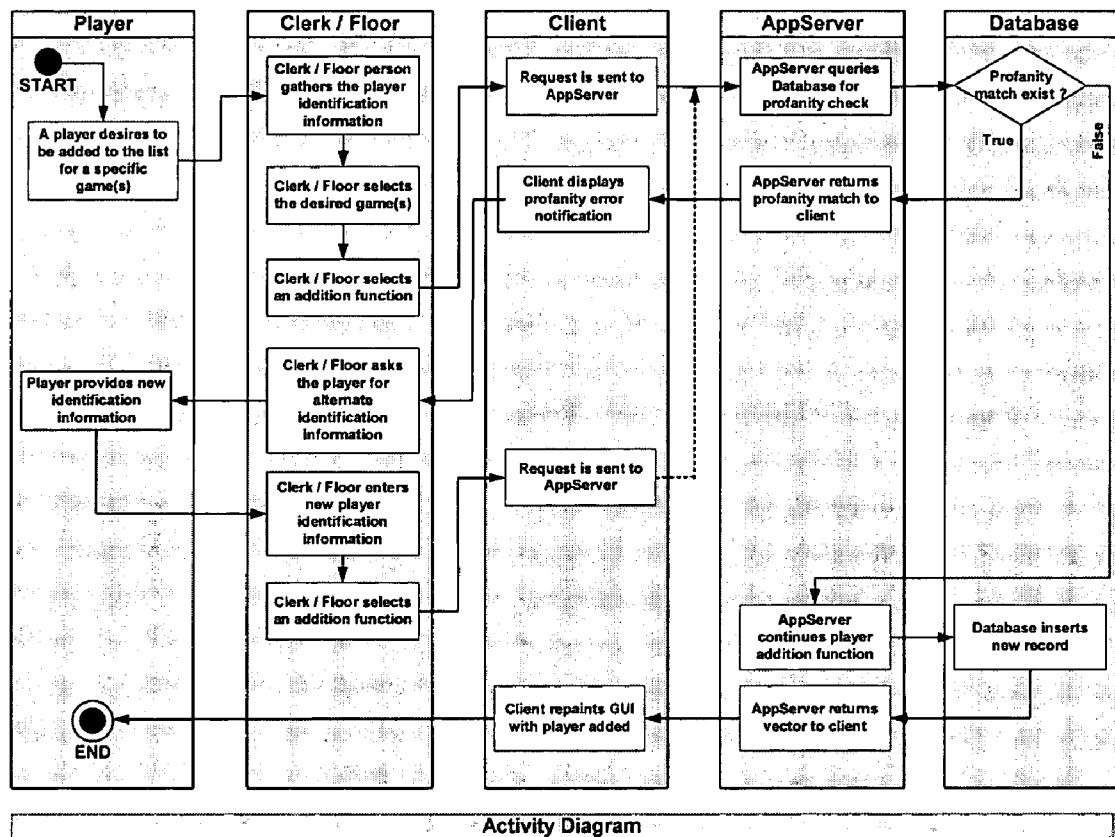 Player
Clerk / Floor
Client
AppServer
Database
START
A player desires to
be added to the list
for a specific
game(s)
Clerk / Floor person
gathers the player
identification
information
Request is sent to
AppServer
AppServer queries
Database for
profanity check
Profanity
match exist ?
True
False
Clerk / Floor selects
the desired game(s)
Client displays
profanity error
notification
AppServer returns
profanity match to
client
Clerk / Floor selects
an addition function
Player provides new
identification
information
Clerk / Floor asks
the player for
alternate
identification
information
Request is sent to
AppServer
Clerk / Floor enters
new player
identification
information
Clerk / Floor selects
an addition function
AppServer
continues player
addition function
Database inserts
new record
END
Client repaints GUI
with player added
AppServer returns
vector to client
Activity Diagram